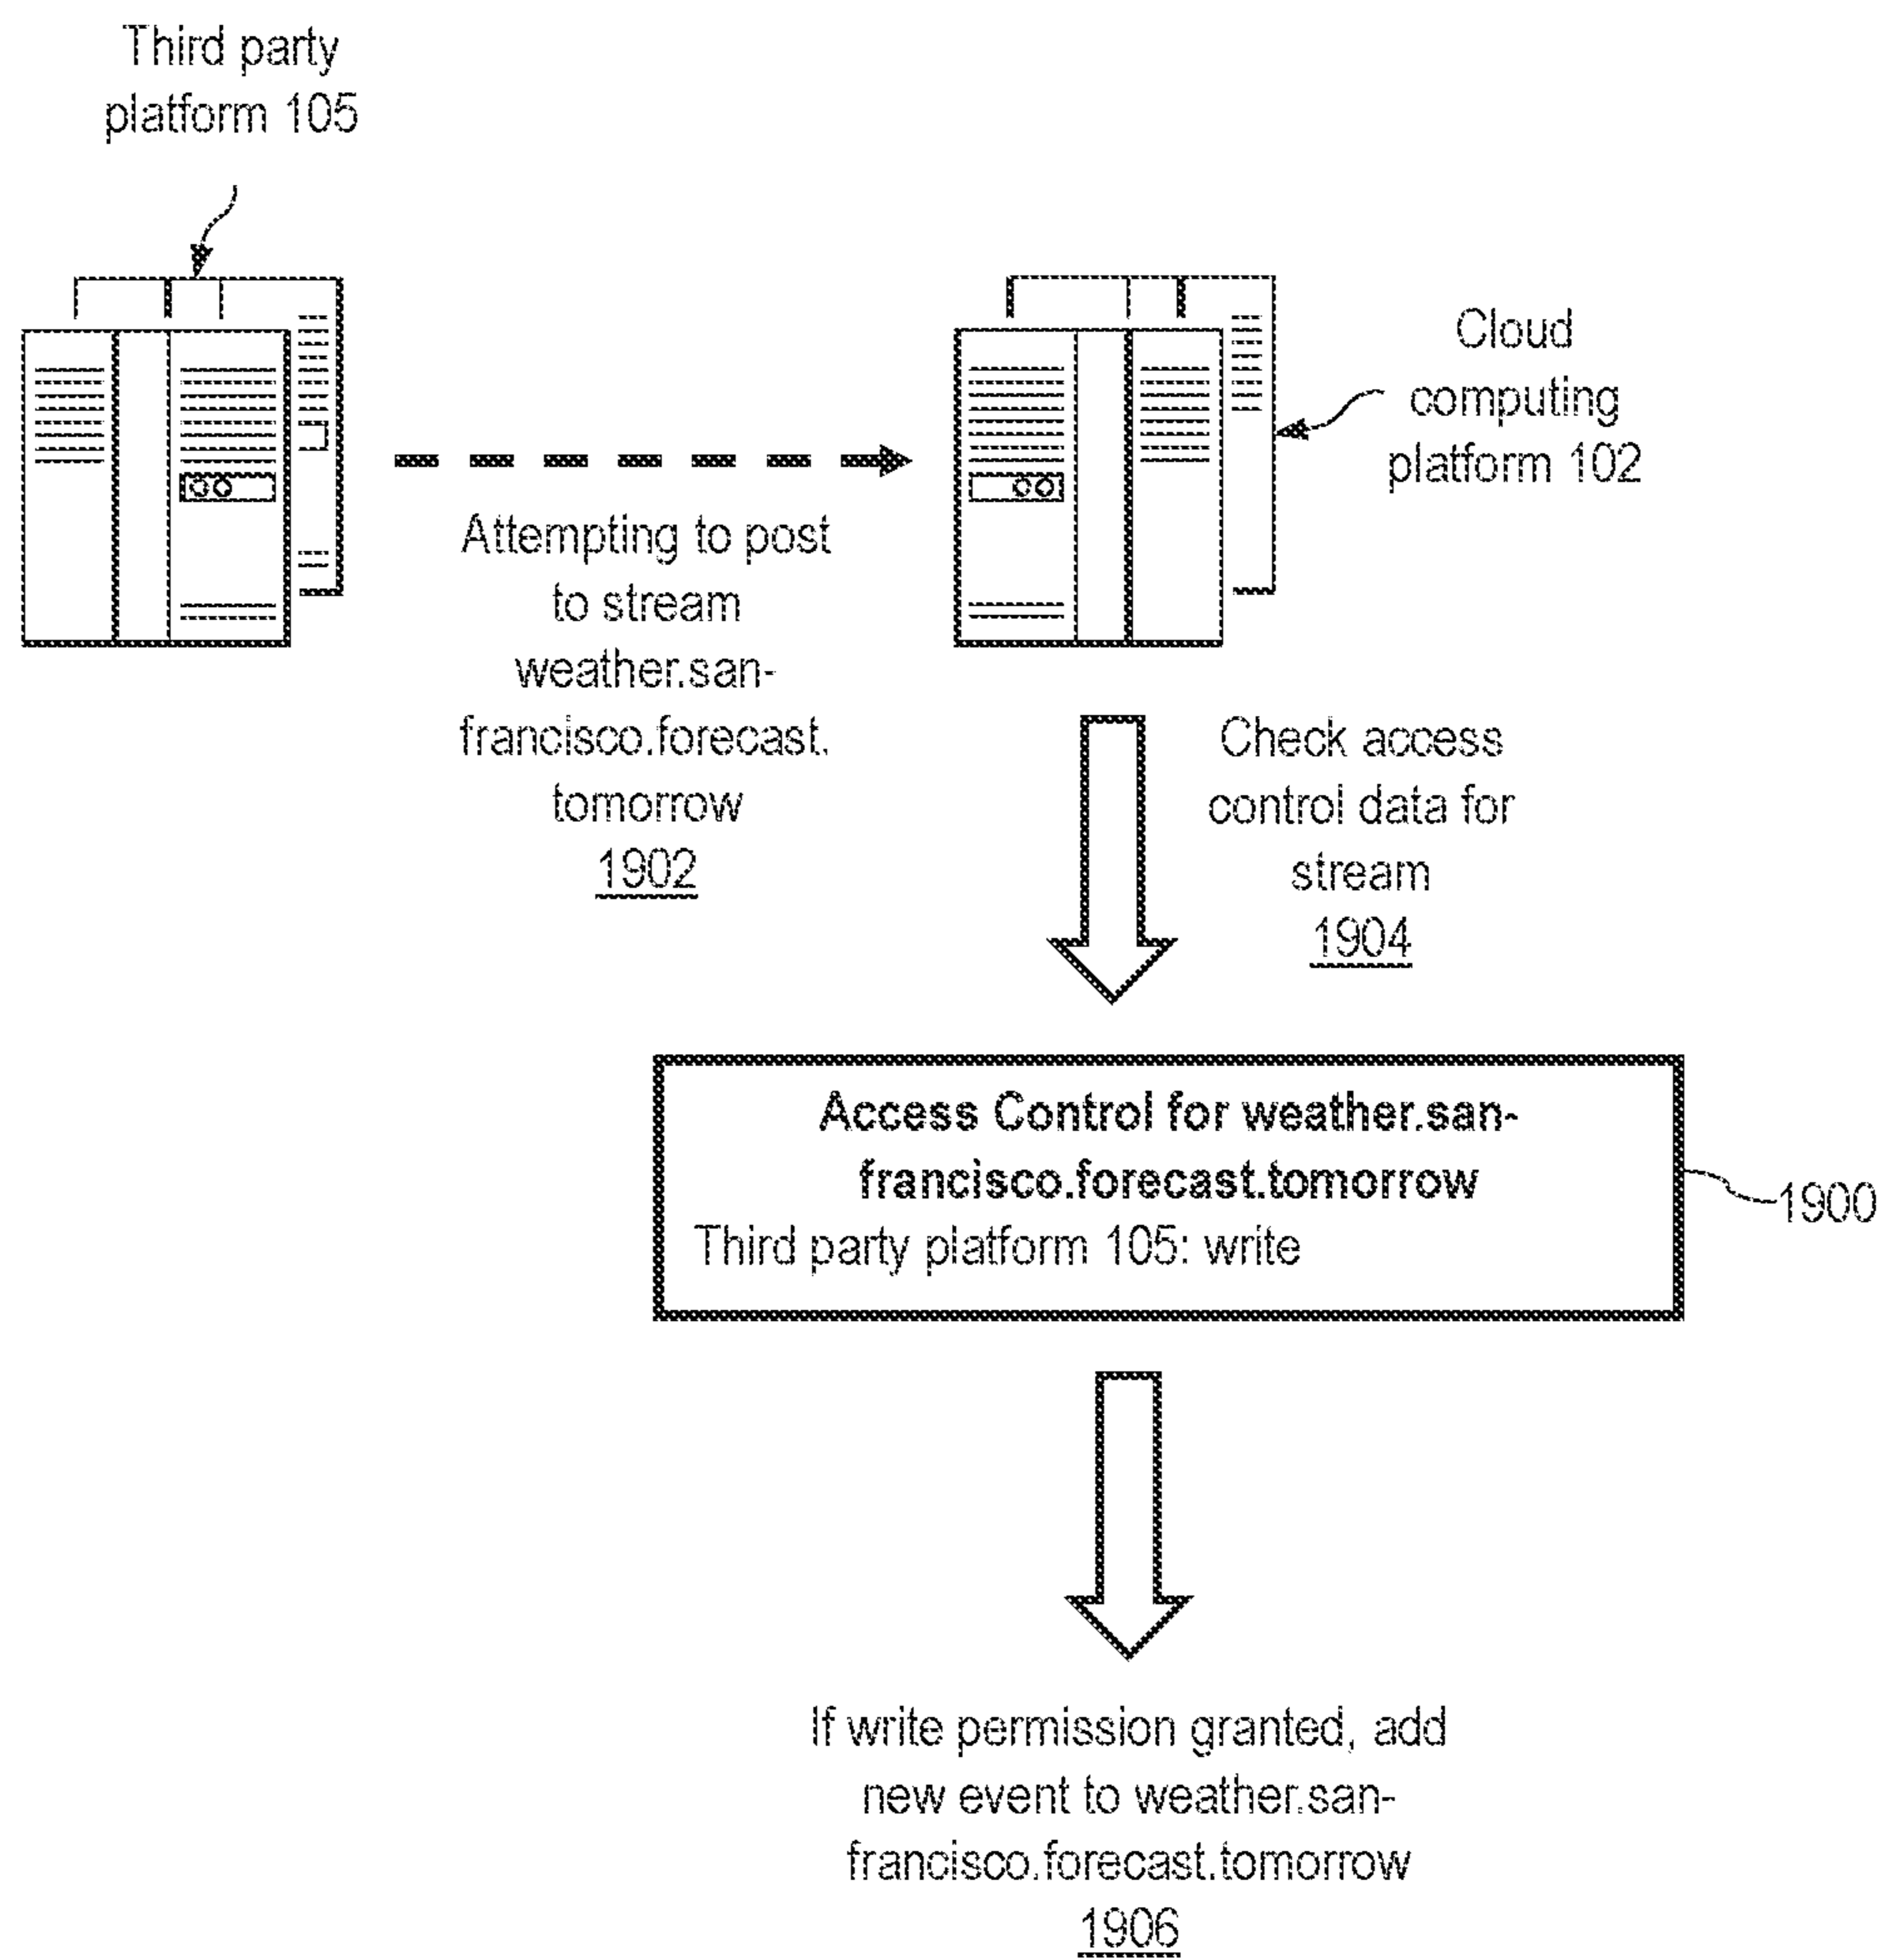 Third party
platform 105
Cloud
computing
platform 102
Attempting to post
to stream
weather.san-
francisco.forecast.
tomorrow
1902
Check access
control data for
stream
1904
Access Control for weather.san-
francisco.forecast.tomorrow
Third party platform 105: write
1900
If write permission granted, add
new event to weather.san-
francisco.forecast.tomorrow
1906